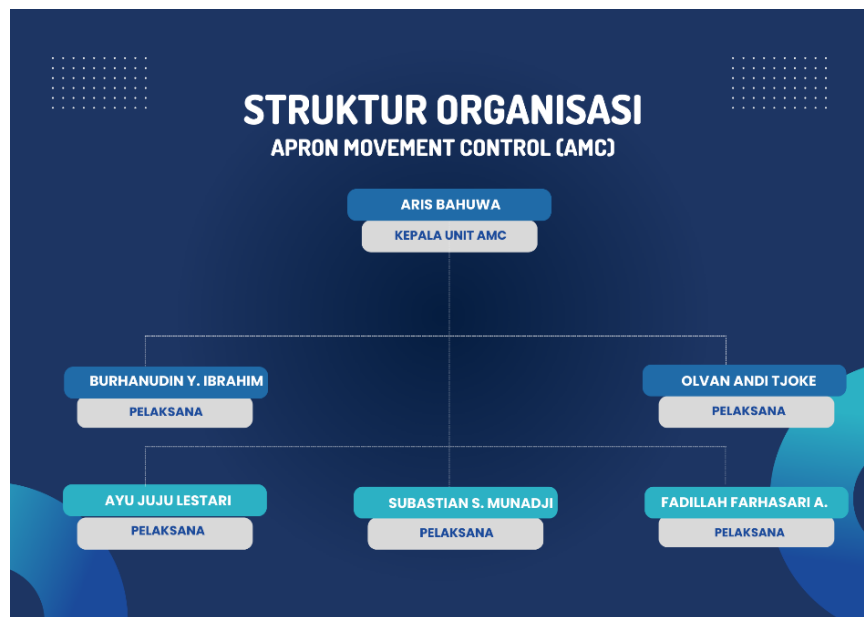 STRUKTUR ORGANISASI
APRON MOVEMENT CONTROL (AMC)
ARIS BAHUWA
KEPALA UNIT AMC
BURHANUDIN Y. IBRAHIM
PELAKSANA
OLVAN ANDI TJOKE
PELAKSANA
AYU JUJU LESTARI
PELAKSANA
SUBASTIAN S. MUNADJI
PELAKSANA
FADILLAH FARHASARI A.
PELAKSANA